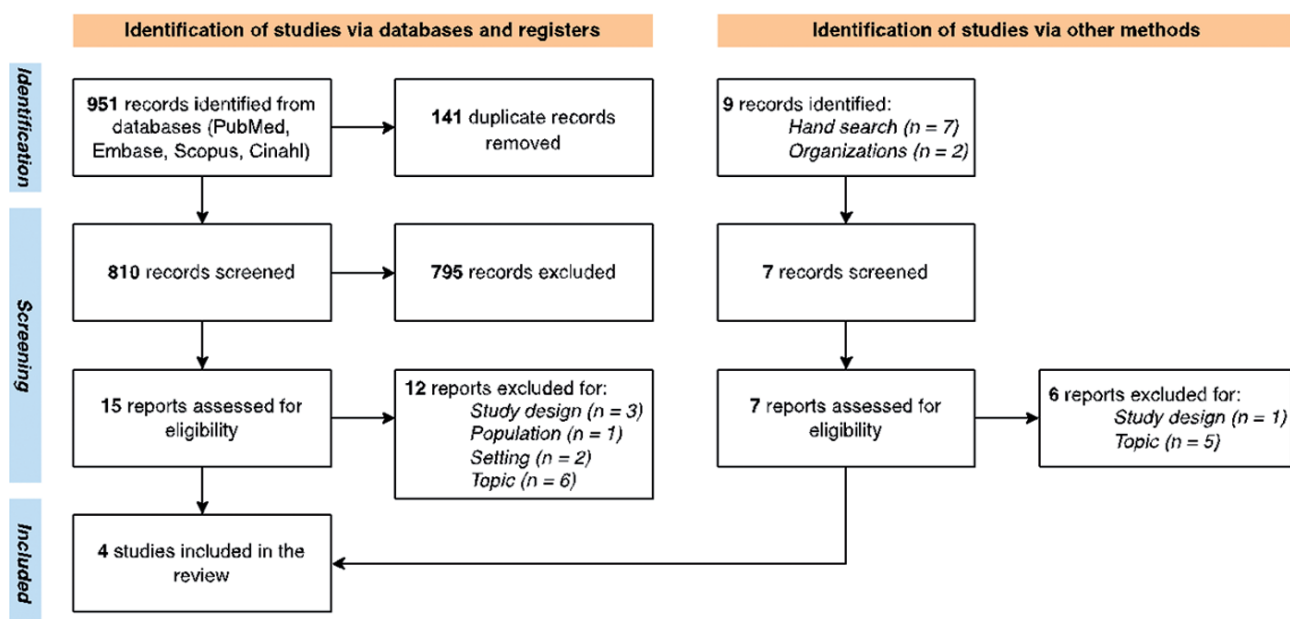 Identification of studies via databases and registers
Identification of studies via other methods
Identification
951 records identified from
databases (PubMed,
Embase, Scopus, Cinahl)
141 duplicate records
removed
9 records identified:
Hand search (n = 7)
Organizations (n = 2)
Screening
810 records screened
795 records excluded
7 records screened
15 reports assessed for
eligibility
12 reports excluded for:
Study design (n = 3)
Population (n = 1)
Setting (n = 2)
Topic (n = 6)
7 reports assessed for
eligibility
6 reports excluded for:
Study design (n = 1)
Topic (n = 5)
Included
4 studies included in the
review